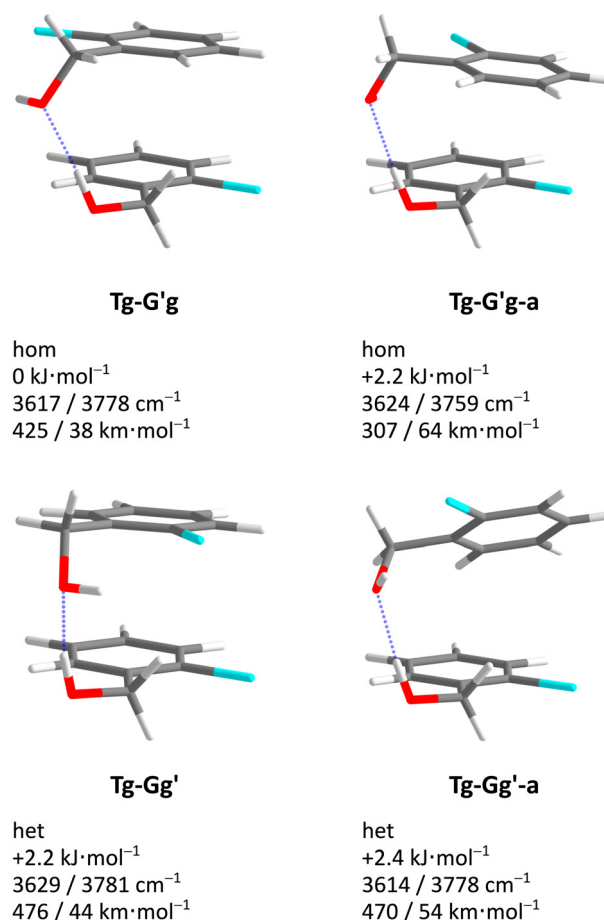 Tg-G'g
hom
0 kJ·mol⁻¹
3617 / 3778 cm⁻¹
425 / 38 km·mol⁻¹
Tg-G'g-a
hom
+2.2 kJ·mol⁻¹
3624 / 3759 cm⁻¹
307 / 64 km·mol⁻¹
Tg-Gg'
het
+2.2 kJ·mol⁻¹
3629 / 3781 cm⁻¹
476 / 44 km·mol⁻¹
Tg-Gg'-a
het
+2.4 kJ·mol⁻¹
3614 / 3778 cm⁻¹
470 / 54 km·mol⁻¹